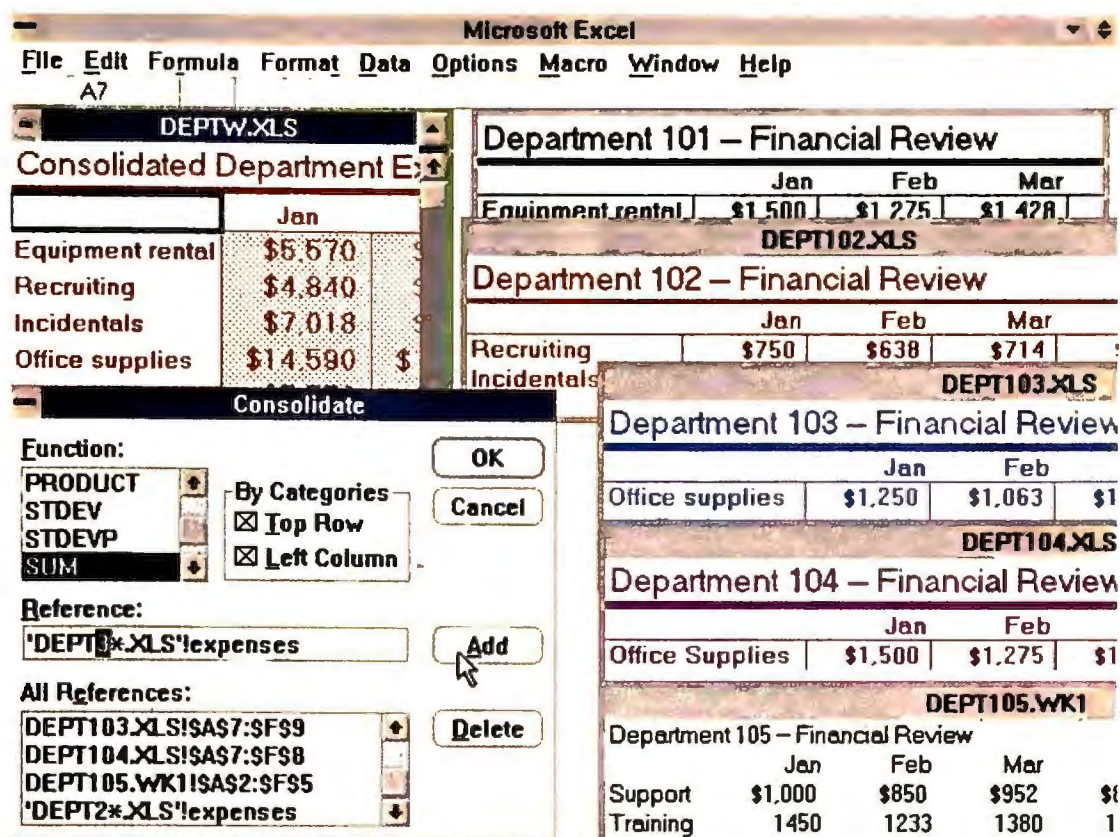 Microsoft Excel
File Edit Formula Format Data Options Macro Window Help
A7
DEPTW.XLS
Consolidated Department Ex
Jan
Equipment rental $5,570 $
Recruiting $4,840 $
Incidentals $7,018 $
Office supplies $14,590 $
Department 101 – Financial Review
Jan Feb Mar
Equipment rental $1,500 $1,275 $1,428
DEPT102.XLS
Department 102 – Financial Review
Jan Feb Mar
Recruiting $750 $638 $714
Incidentals
DEPT103.XLS
Department 103 – Financial Review
Jan Feb
Office supplies $1,250 $1,063 $1
DEPT104.XLS
Department 104 – Financial Review
Jan Feb
Office Supplies $1,500 $1,275 $1
DEPT105.WK1
Department 105 – Financial Review
Jan Feb Mar
Support $1,000 $850 $952
Training 1450 1233 1380
Consolidate
Function:
PRODUCT
STDEV
STDEVP
SUM
By Categories
Top Row
Left Column
OK
Cancel
Reference:
'DEPT3*.XLS'!expenses
Add
All References:
DEPT103.XLS!$A$7:$F$9
DEPT104.XLS!$A$7:$F$8
DEPT105.WK1!$A$2:$F$5
'DEPT2*.XLS'!expenses
Delete